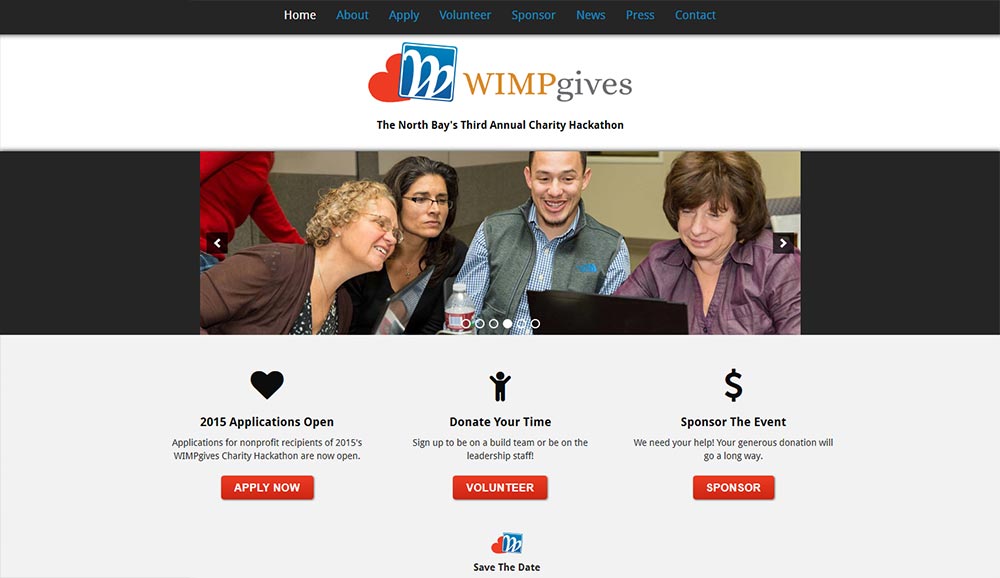 Home About Apply Volunteer Sponsor News Press Contact
W WIMPgives
The North Bay's Third Annual Charity Hackathon
2015 Applications Open
Applications for nonprofit recipients of 2015's
WIMPgives Charity Hackathon are now open.
APPLY NOW
Donate Your Time
Sign up to be on a build team or be on the
leadership staff!
VOLUNTEER
$
Sponsor The Event
We need your help! Your generous donation will
go a long way.
SPONSOR
W
Save The Date